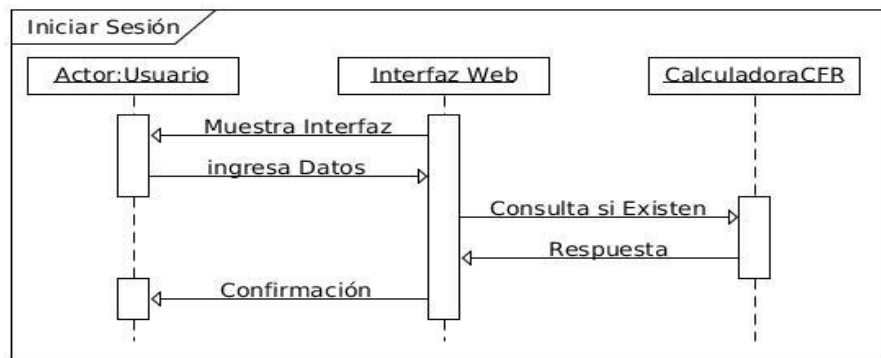 Iniciar Sesión
Actor:Usuario
Interfaz Web
CalculadoraCFR
Muestra Interfaz
ingresa Datos
Consulta si Existen
Respuesta
Confirmación